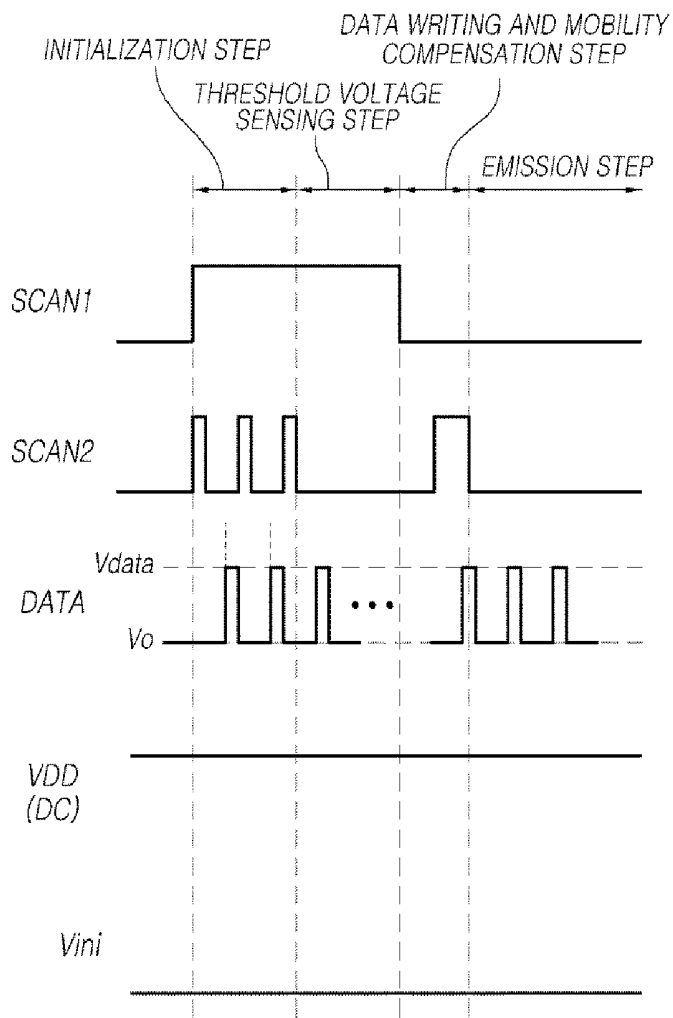 DATA WRITING AND MOBILITY
COMPENSATION STEP
INITIALIZATION STEP
THRESHOLD VOLTAGE
SENSING STEP
EMISSION STEP
SCAN1
SCAN2
Vdata
DATA
Vo
VDD
(DC)
Vini